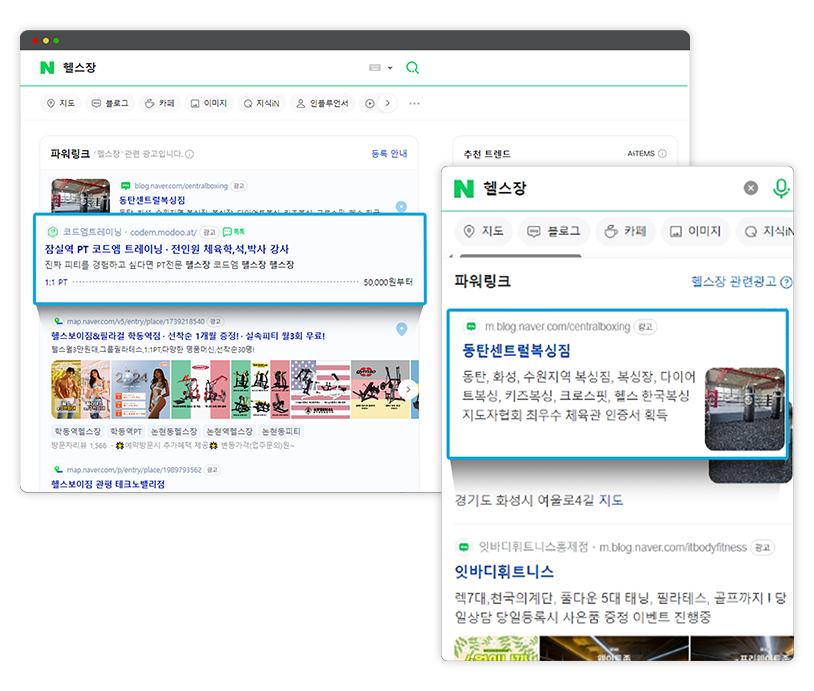 N 헬스장
지도 블로그 카페 이미지 지식iN 인플루언서
파워링크 '헬스장' 관련 광고입니다. 등록 안내
blog.naver.com/centralboxing 광고
동탄센트럴복싱짐
코드엠트레이닝 · codem.modoo.at/ 광고 톡톡
잠실역 PT 코드엠 트레이닝 · 전인원 체육학,석,박사 강사
진짜 피티를 경험하고 싶다면 PT전문 헬스장 코드엠 헬스장 헬스장
1:1 PT 50,000원부터
map.naver.com/v5/entry/place/1739218540 광고
헬스보이짐&필라걸 학동역점 · 선착순 1개월 증정! · 실속피티 월3회 무료!
헬스월3만원대,그룹필라테스,1:1PT,다양한 명품머신,선착순30명!
2024
학동역헬스장 학동역PT 논현동헬스장 논현역헬스장 논현동피티
방문자리뷰 1,566 · 예약방문시 추가혜택 제공 변동가격(업주문의)원~
map.naver.com/p/entry/place/1989793562 광고
헬스보이짐 관평 테크노밸리점
추천 트렌드 AiTEMS
N 헬스장
지도 블로그 카페 이미지 지식iN
파워링크 헬스장 관련광고
m.blog.naver.com/centralboxing 광고
동탄센트럴복싱짐
동탄, 화성, 수원지역 복싱짐, 복싱장, 다이어
트복싱, 키즈복싱, 크로스핏, 헬스 한국복싱
지도자협회 최우수 체육관 인증서 획득
경기도 화성시 여울로4길 지도
잇바디휘트니스홍제점 · m.blog.naver.com/itbodyfitness 광고
잇바디휘트니스
렉7대,천국의계단, 풀다운 5대 태닝, 필라테스, 골프까지 ! 당
일상담 당일등록시 사은품 증정 이벤트 진행중